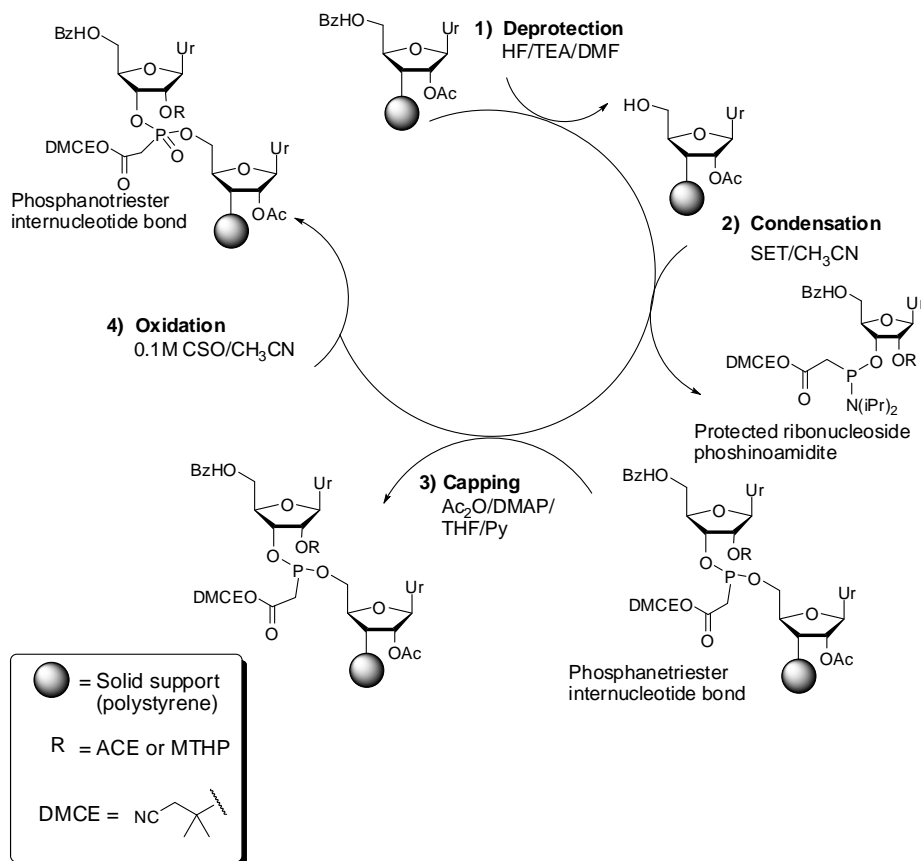 BzHO
Ur
O
O
OR
P
O
O
DMCEO
O
Ur
O
OAc
Phosphanotriester
internucleotide bond
BzHO
Ur
O
OAc
1) Deprotection
HF/TEA/DMF
HO
Ur
O
OAc
2) Condensation
SET/CH3CN
BzHO
Ur
O
O
OR
DMCEO
P
O
N(iPr)2
Protected ribonucleoside
phoshinoamidite
4) Oxidation
0.1M CSO/CH3CN
3) Capping
Ac2O/DMAP/
THF/Py
BzHO
Ur
O
O
OR
P
O
DMCEO
O
Ur
O
OAc
BzHO
Ur
O
O
OR
P
O
DMCEO
O
Ur
O
OAc
Phosphanetriester
internucleotide bond
= Solid support
(polystyrene)
R = ACE or MTHP
DMCE = NC